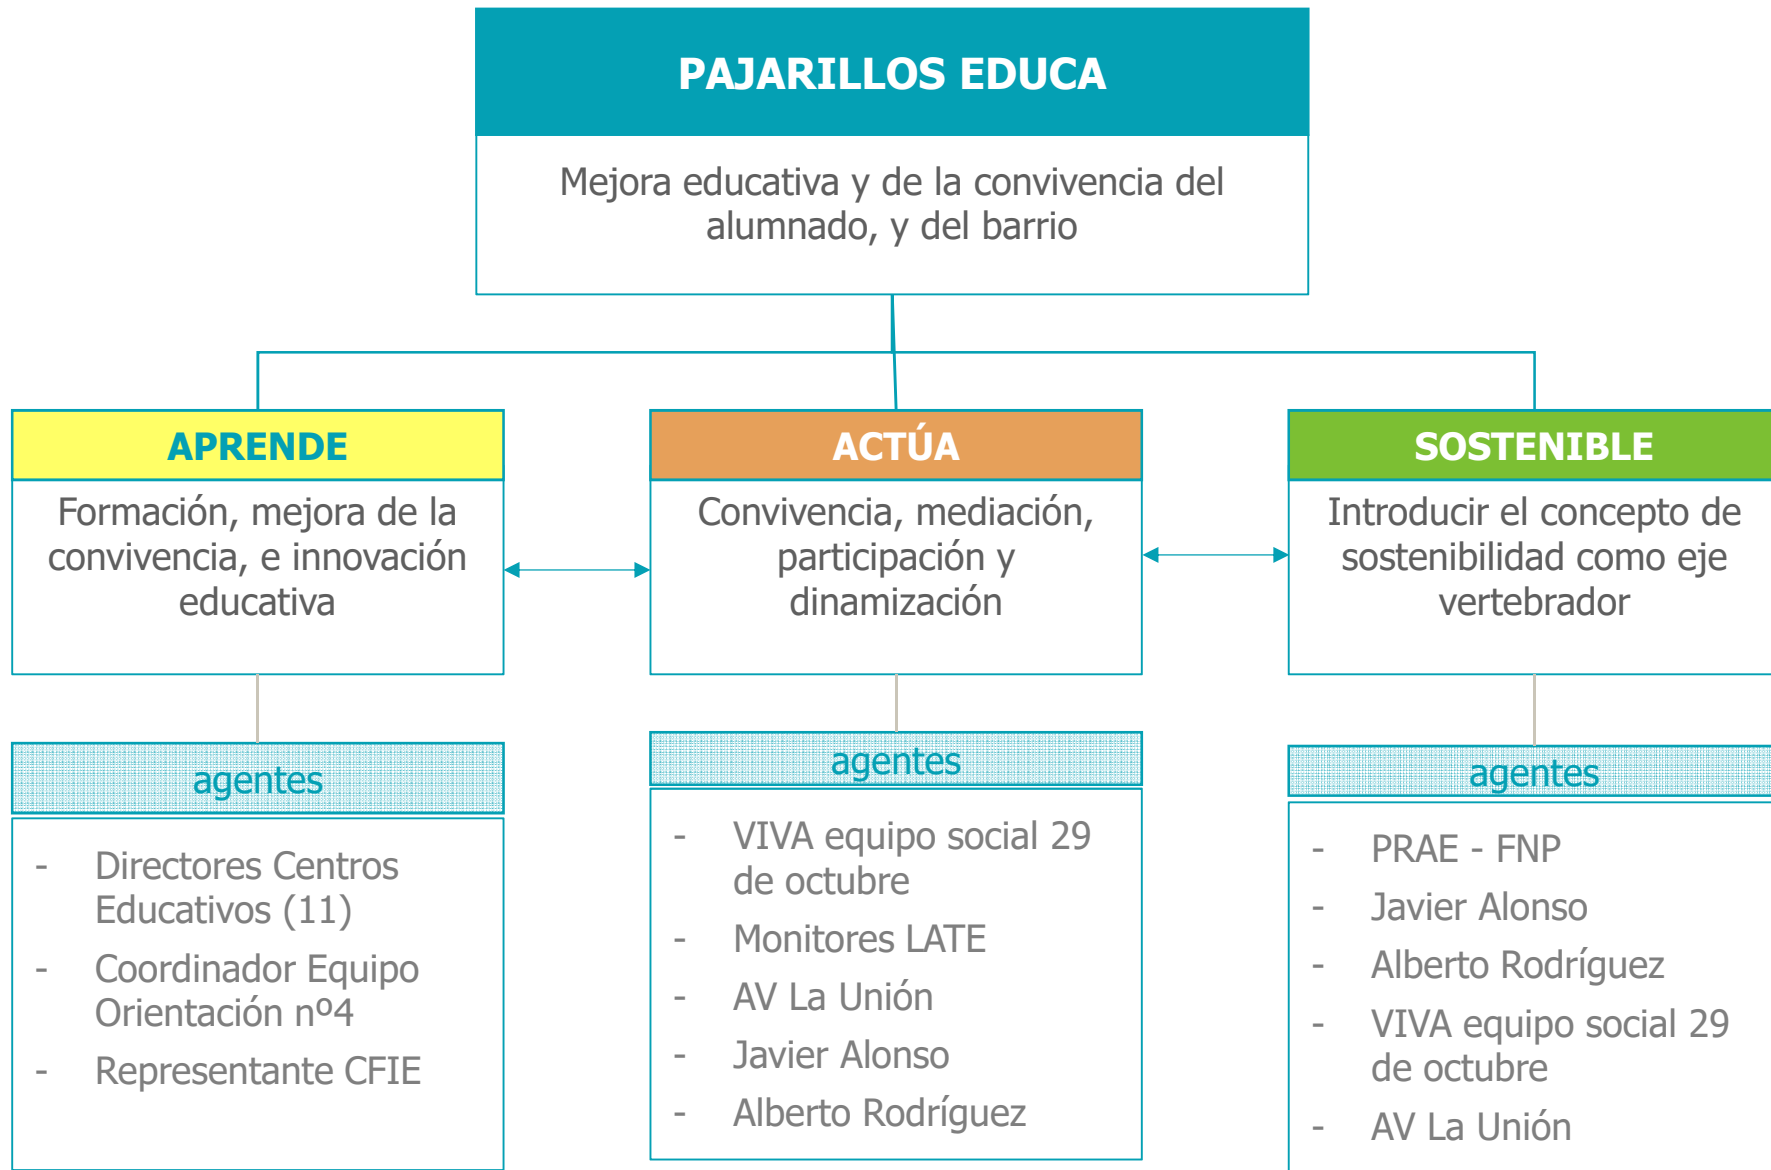 PAJARILLOS EDUCA
Mejora educativa y de la convivencia del
alumnado, y del barrio
APRENDE
Formación, mejora de la
convivencia, e innovación
educativa
ACTÚA
Convivencia, mediación,
participación y
dinamización
SOSTENIBLE
Introducir el concepto de
sostenibilidad como eje
vertebrador
agentes
- Directores Centros
Educativos (11)
- Coordinador Equipo
Orientación nº4
- Representante CFIE
agentes
- VIVA equipo social 29
de octubre
- Monitores LATE
- AV La Unión
- Javier Alonso
- Alberto Rodríguez
agentes
- PRAE - FNP
- Javier Alonso
- Alberto Rodríguez
- VIVA equipo social 29
de octubre
- AV La Unión